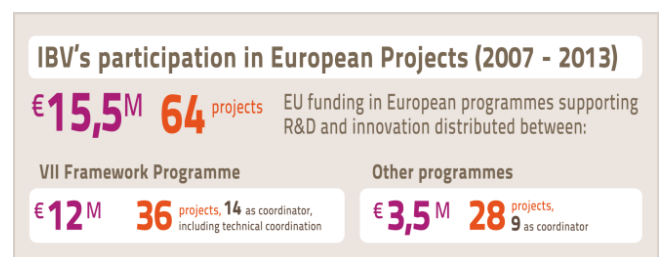 IBV's participation in European Projects (2007 - 2013)
€15,5M 64 projects EU funding in European programmes supporting
R&D and innovation distributed between:
VII Framework Programme
€12M 36 projects, 14 as coordinator,
including technical coordination
Other programmes
€3,5M 28 projects,
9 as coordinator